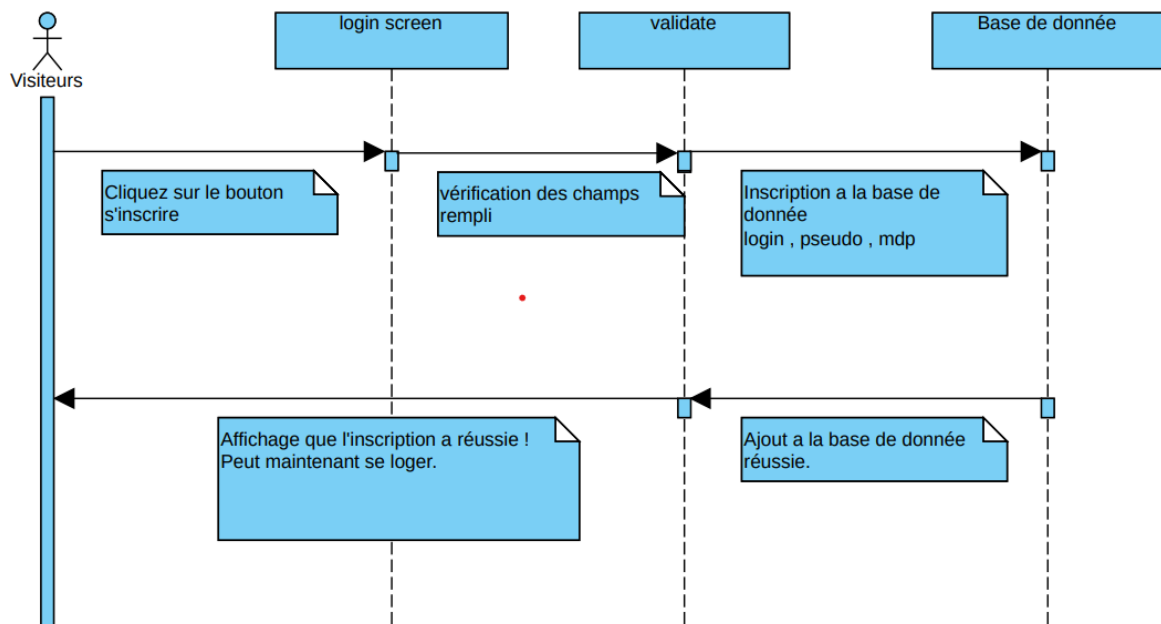 login screen
validate
Base de donnée
Visiteurs
Cliquez sur le bouton
s'inscrire
vérification des champs
rempli
Inscription a la base de
donnée
login , pseudo , mdp
Affichage que l'inscription a réussie !
Peut maintenant se loger.
Ajout a la base de donnée
réussie.